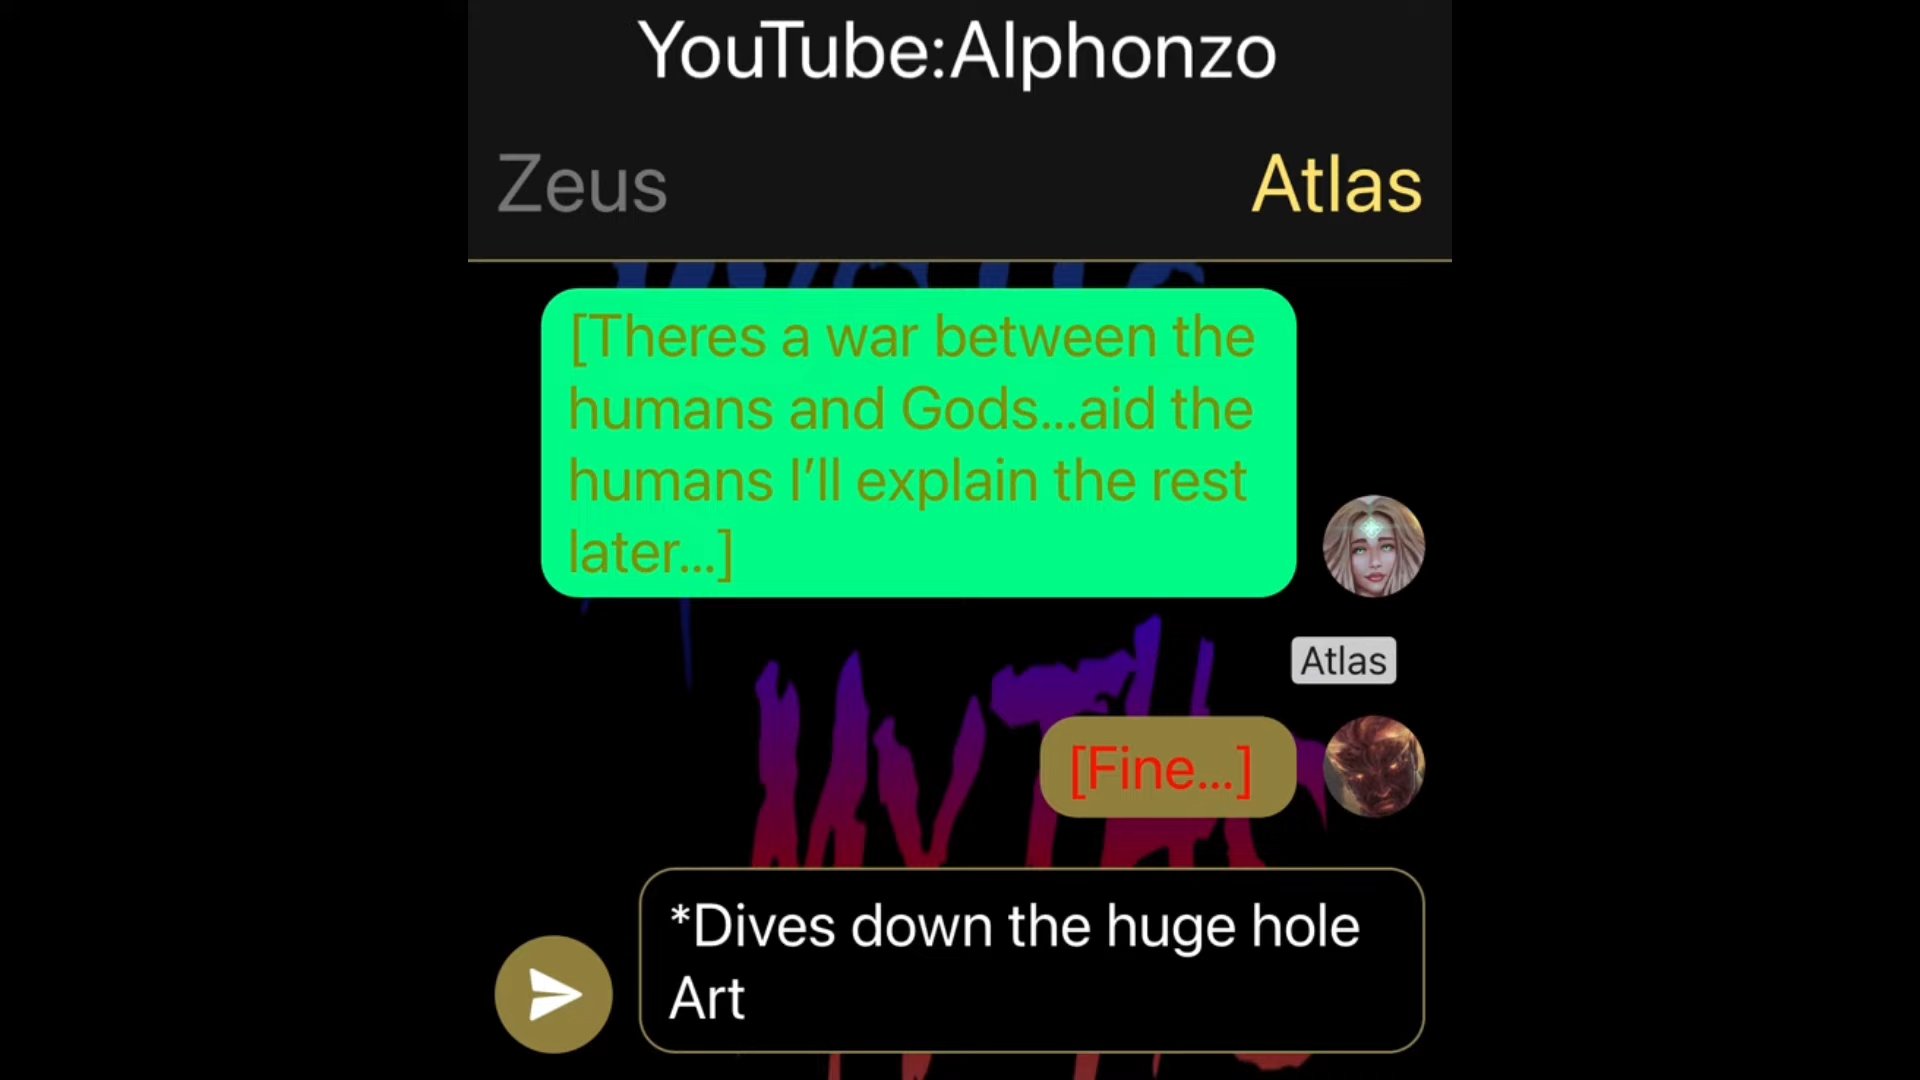 YouTube:Alphonzo
Zeus
Atlas
[Theres a war between the
humans and Gods...aid the
humans I’ll explain the rest
later...]
Atlas
[Fine...]
MYTHS
*Dives down the huge hole
Art